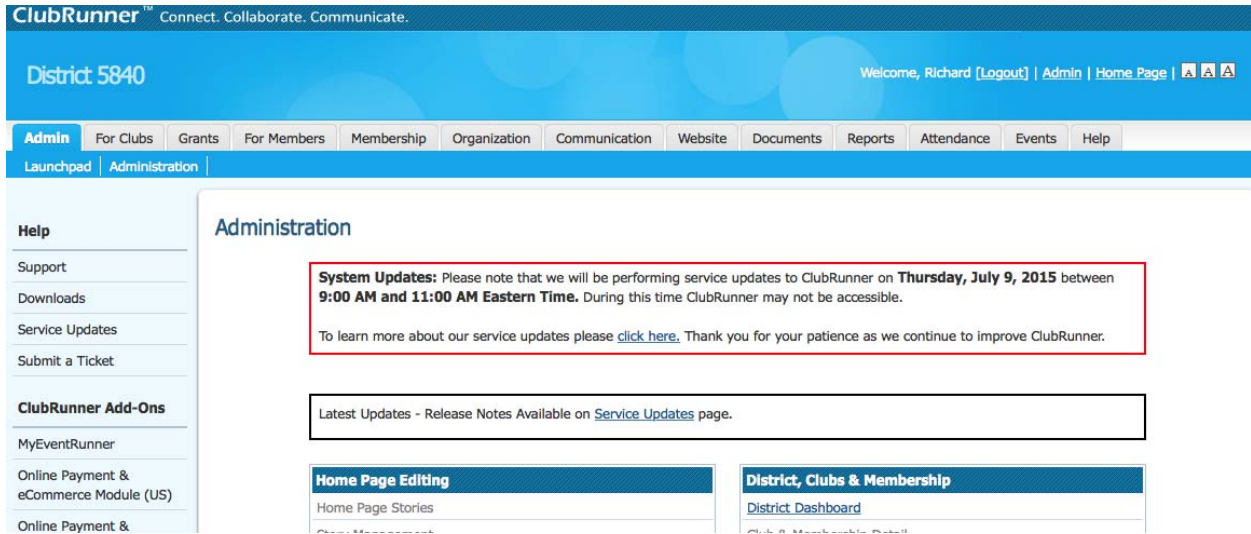 ClubRunner™ Connect. Collaborate. Communicate.
District 5840
Welcome, Richard [Logout] | Admin | Home Page | A A A
Admin For Clubs Grants For Members Membership Organization Communication Website Documents Reports Attendance Events Help
Launchpad | Administration |
Help
Support
Downloads
Service Updates
Submit a Ticket
ClubRunner Add-Ons
MyEventRunner
Online Payment &
eCommerce Module (US)
Online Payment &
Administration
System Updates: Please note that we will be performing service updates to ClubRunner on Thursday, July 9, 2015 between
9:00 AM and 11:00 AM Eastern Time. During this time ClubRunner may not be accessible.
To learn more about our service updates please click here. Thank you for your patience as we continue to improve ClubRunner.
Latest Updates - Release Notes Available on Service Updates page.
Home Page Editing
Home Page Stories
Story Management
District, Clubs & Membership
District Dashboard
Club & Membership Detail